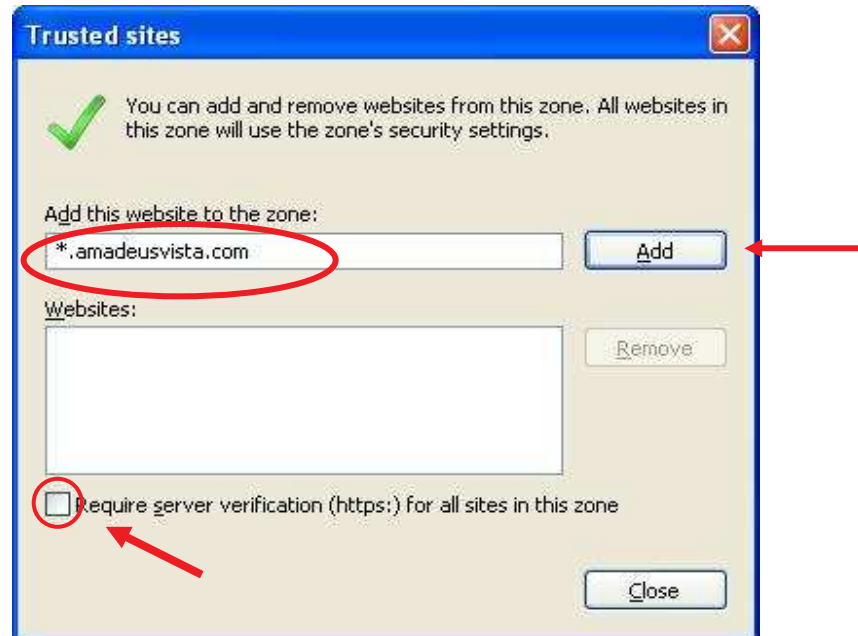 Trusted sites
You can add and remove websites from this zone. All websites in
this zone will use the zone's security settings.
Add this website to the zone:
*.amadeusvista.com
Add
Websites:
Remove
Require server verification (https:) for all sites in this zone
Close